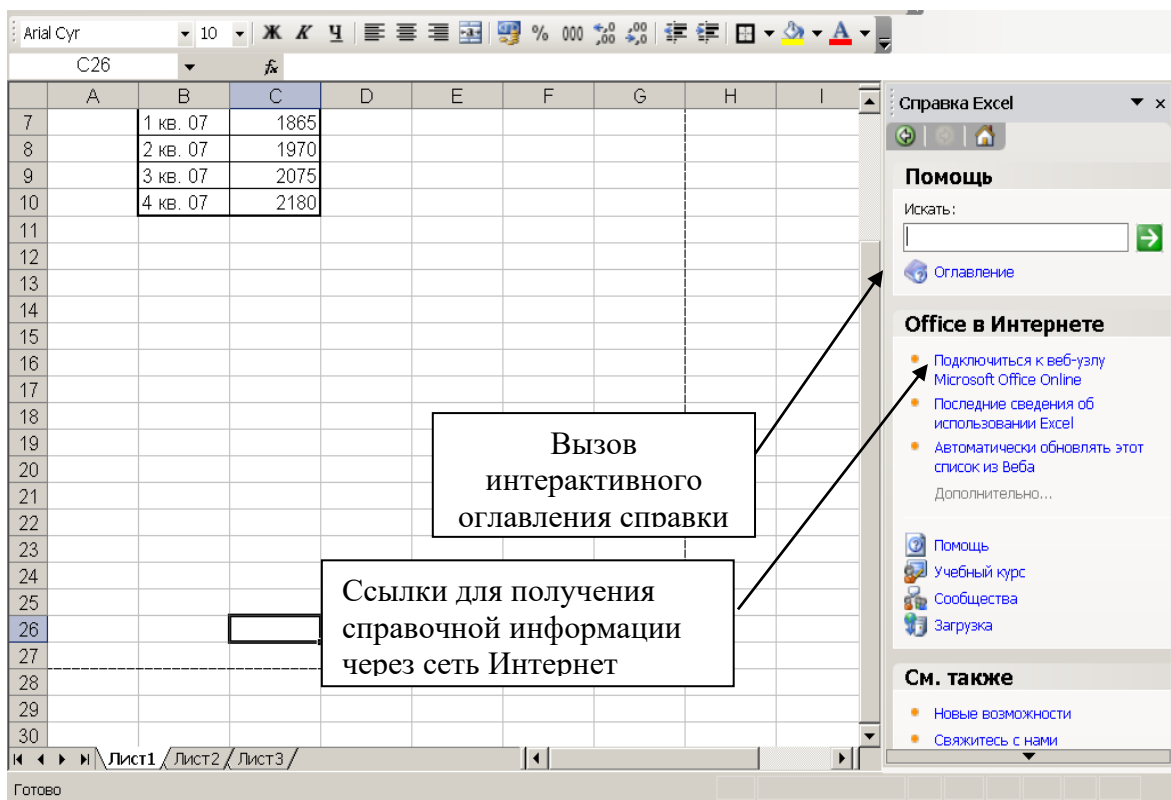 Arial Cyr 10 Ж К Ч % 000 ,0 ,00 ,00 ,0 А
C26 fx
A B C D E F G H I
7 1 кв. 07 1865
8 2 кв. 07 1970
9 3 кв. 07 2075
10 4 кв. 07 2180
11
12
13
14
15
16
17
18
19
20
21
22
23
24
25
26
27
28
29
30
Вызов
интерактивного
оглавления справки
Ссылки для получения
справочной информации
через сеть Интернет
Лист1 Лист2 Лист3
Готово
Справка Excel
Помощь
Искать:
Оглавление
Office в Интернете
Подключиться к веб-узлу
Microsoft Office Online
Последние сведения об
использовании Excel
Автоматически обновлять этот
список из Веба
Дополнительно...
Помощь
Учебный курс
Сообщества
Загрузка
См. также
Новые возможности
Свяжитесь с нами